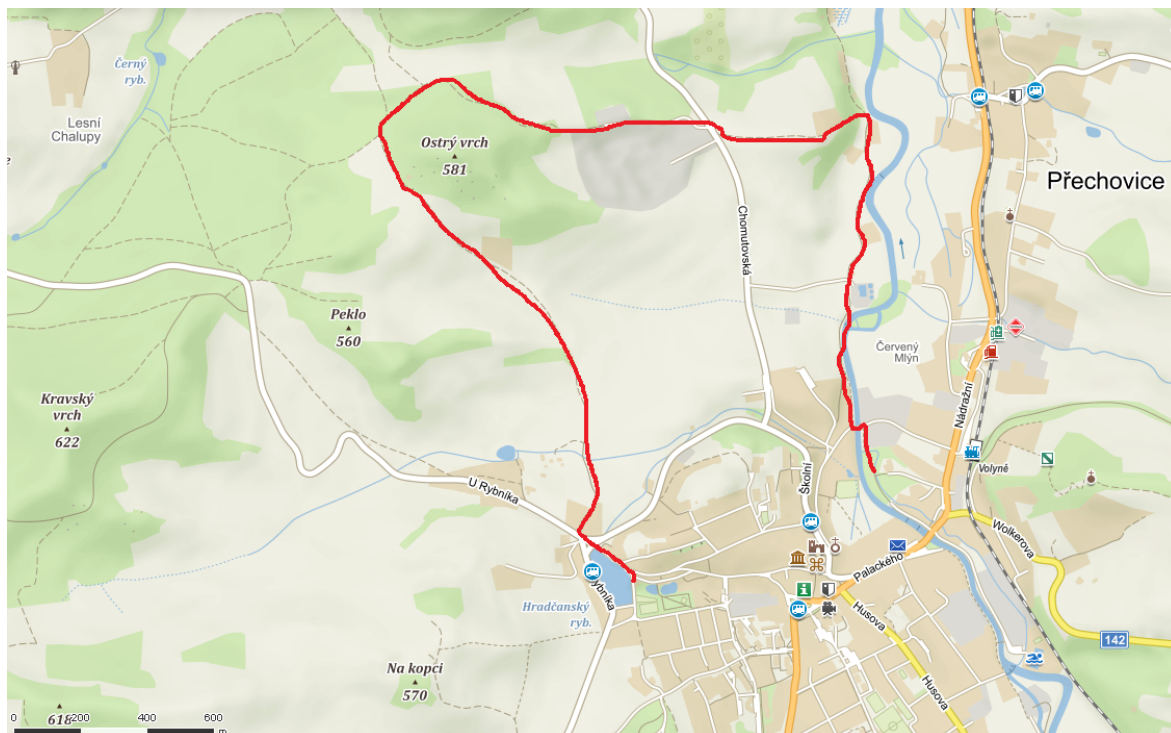 Černý
ryb.
Lesní
Chalupy
Ostrý vrch
581
Přechovice
Chomutovská
Peklo
560
Červený
Mlýn
Kravský
vrch
622
Nádražní
Volyně
U Rybníka
Školní
Wolkerova
Palackého
Rybníka
Hradčanský
ryb.
Husova
142
Husova
Na kopci
570
618
0 200 400 600
m